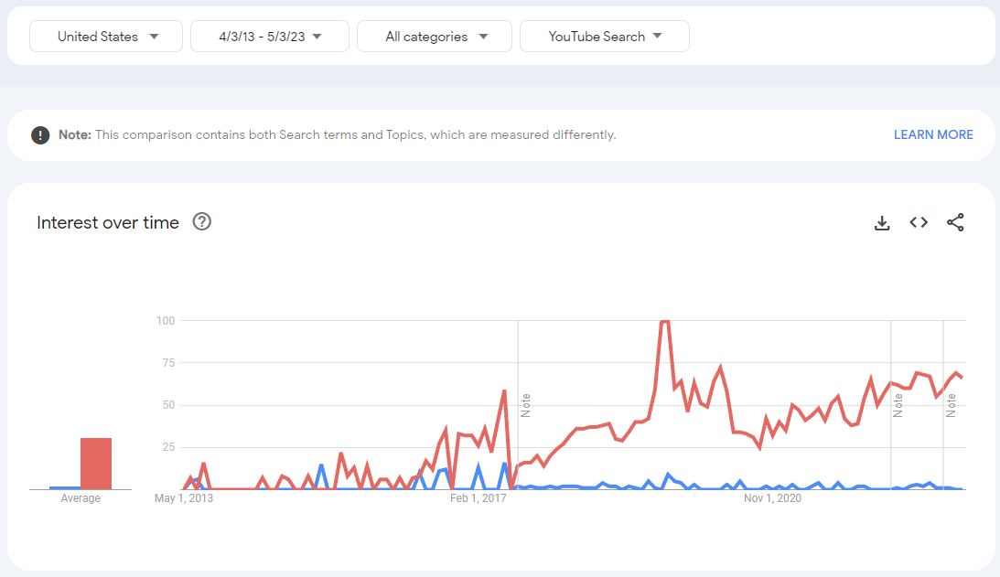 United States
4/3/13 - 5/3/23
All categories
YouTube Search
Note: This comparison contains both Search terms and Topics, which are measured differently.
LEARN MORE
Interest over time
100
75
50
25
Note
Note
Note
Average
May 1, 2013
Feb 1, 2017
Nov 1, 2020